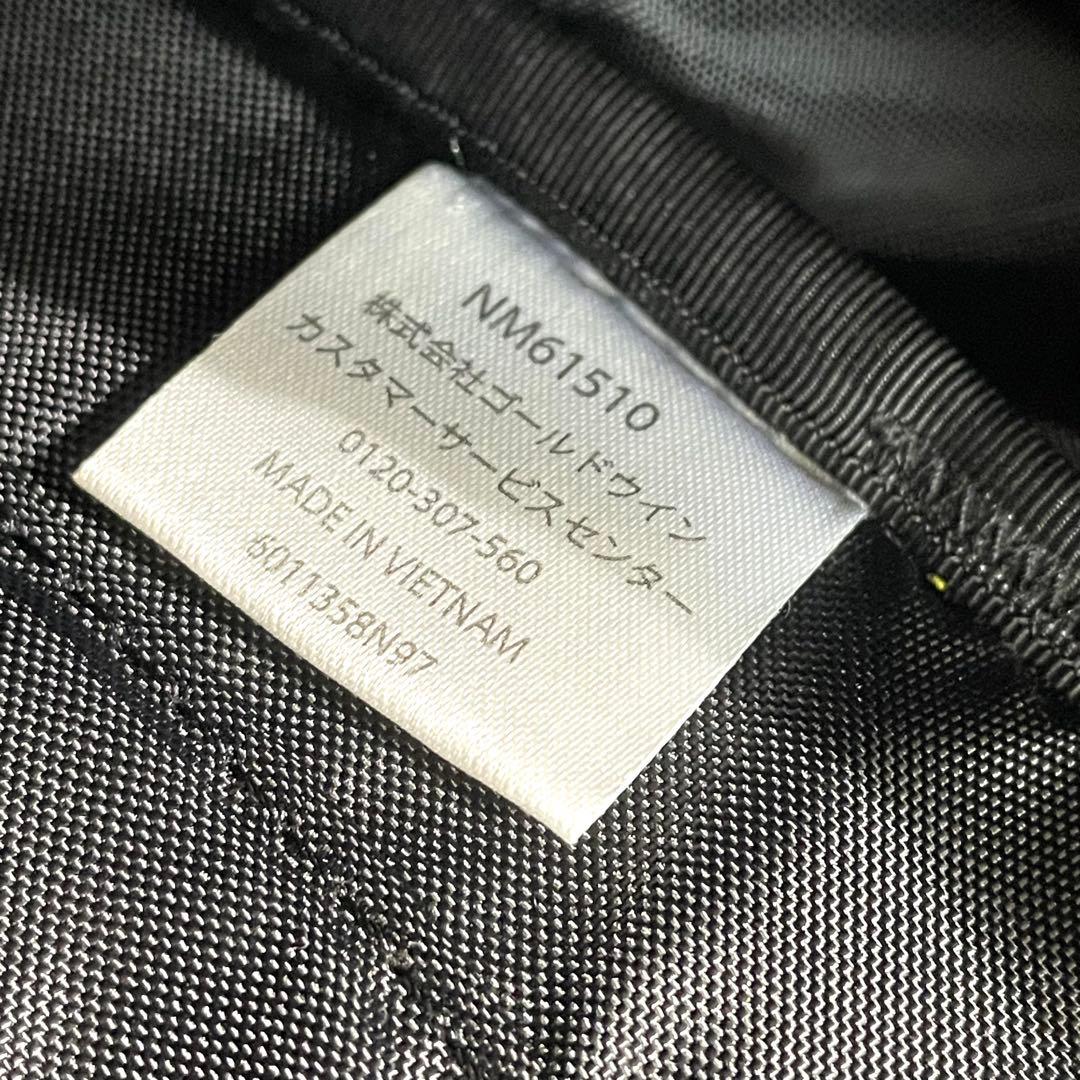 NM61510
株式会社ゴールドウイン
カスタマーサービスセンター
0120-307-560
MADE IN VIETNAM
6011358N97